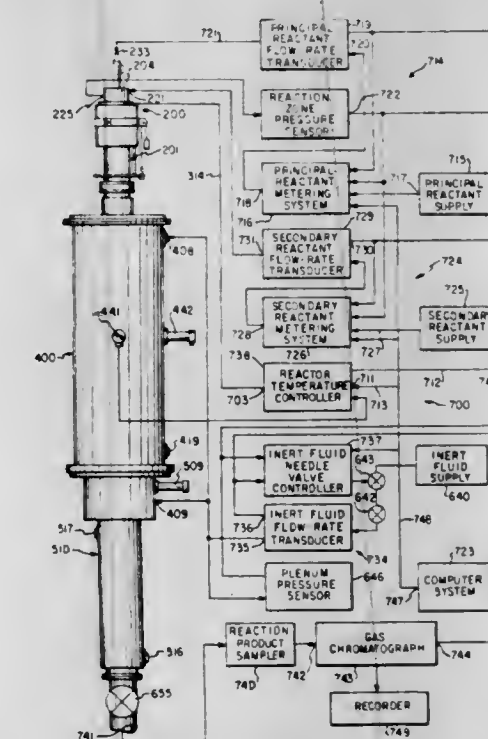 721
PRINCIPAL
REACTANT
FLOW-RATE
TRANSDUCER
719
720
714
233
204
225
221
200
201
REACTION
ZONE
PRESSURE
SENSOR
722
314
PRINCIPAL-
REACTANT
METERING
SYSTEM
718
716
717
715
PRINCIPAL
REACTANT SUPPLY
729
731
SECONDARY
REACTANT
FLOW-RATE
TRANSDUCER
730
724
408
441
442
400
728
SECONDARY
REACTANT
METERING
SYSTEM
726
727
725
SECONDARY
REACTANT
SUPPLY
738
703
REACTOR
TEMPERATURE
CONTROLLER
711
713
712
700
419
509
409
517
510
737
INERT FLUID
NEEDLE
VALVE
CONTROLLER
643
642
INERT
FLUID
SUPPLY
640
736
735
INERT FLUID
FLOW-RATE
TRANSDUCER
734
748
PLENUM
PRESSURE
SENSOR
646
723
COMPUTER
SYSTEM
747
516
655
741
REACTION
PRODUCT
SAMPLER
740
742
GAS
CHROMATOGRAPH
743
744
RECORDER
749